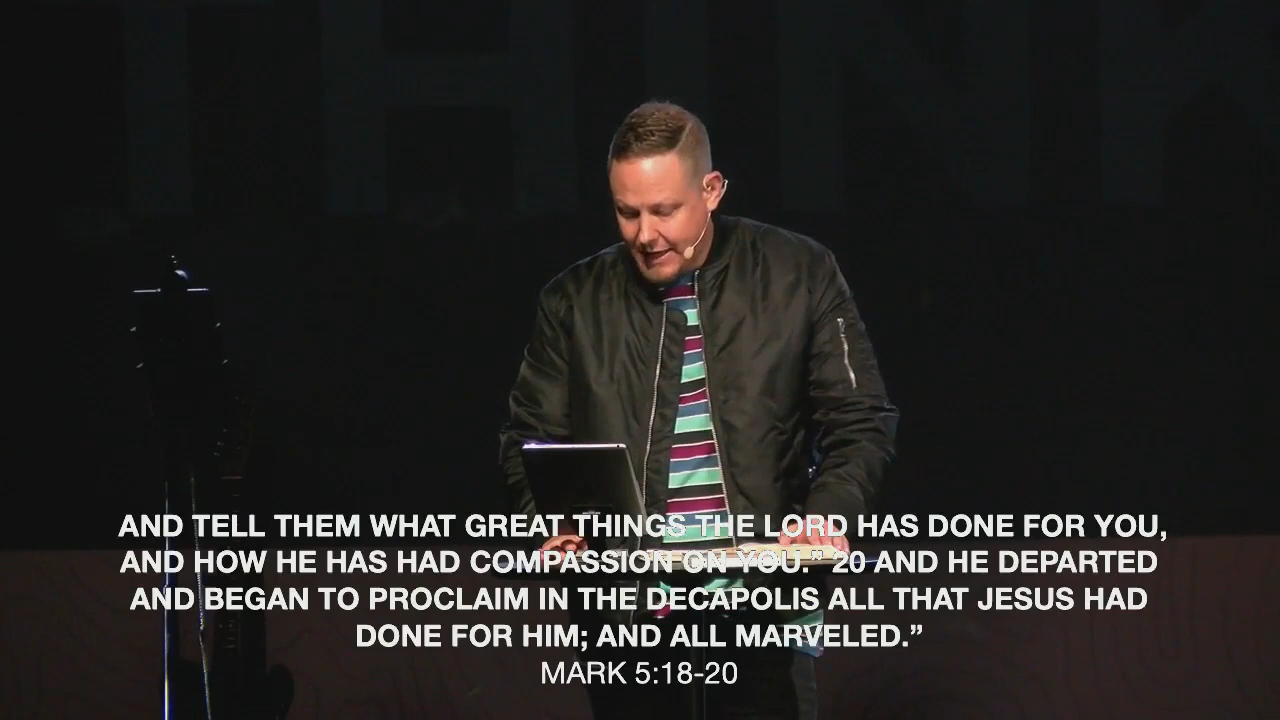 THINK
AND TELL THEM WHAT GREAT THINGS THE LORD HAS DONE FOR YOU,
AND HOW HE HAS HAD COMPASSION ON YOU.” 20 AND HE DEPARTED
AND BEGAN TO PROCLAIM IN THE DECAPOLIS ALL THAT JESUS HAD
DONE FOR HIM; AND ALL MARVELED.”
MARK 5:18-20